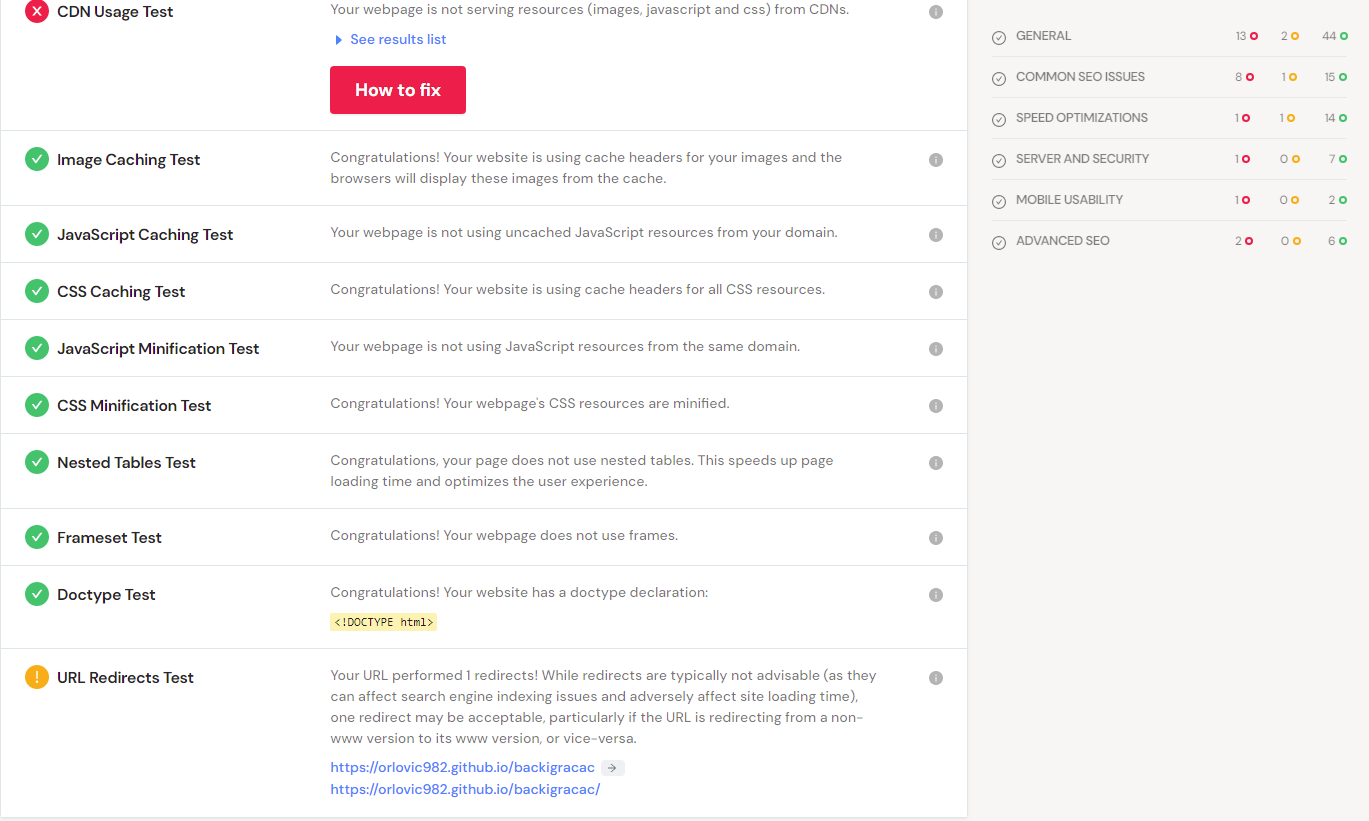 CDN Usage Test
Your webpage is not serving resources (images, javascript and css) from CDNs.
See results list
How to fix
Image Caching Test
Congratulations! Your website is using cache headers for your images and the
browsers will display these images from the cache.
JavaScript Caching Test
Your webpage is not using uncached JavaScript resources from your domain.
CSS Caching Test
Congratulations! Your website is using cache headers for all CSS resources.
JavaScript Minification Test
Your webpage is not using JavaScript resources from the same domain.
CSS Minification Test
Congratulations! Your webpage's CSS resources are minified.
Nested Tables Test
Congratulations, your page does not use nested tables. This speeds up page
loading time and optimizes the user experience.
Frameset Test
Congratulations! Your webpage does not use frames.
Doctype Test
Congratulations! Your website has a doctype declaration:
<!DOCTYPE html>
URL Redirects Test
Your URL performed 1 redirects! While redirects are typically not advisable (as they
can affect search engine indexing issues and adversely affect site loading time),
one redirect may be acceptable, particularly if the URL is redirecting from a non-
www version to its www version, or vice-versa.
https://orlovic982.github.io/backigracac
https://orlovic982.github.io/backigracac/
GENERAL 13 2 44
COMMON SEO ISSUES 8 1 15
SPEED OPTIMIZATIONS 1 1 14
SERVER AND SECURITY 1 0 7
MOBILE USABILITY 1 0 2
ADVANCED SEO 2 0 6